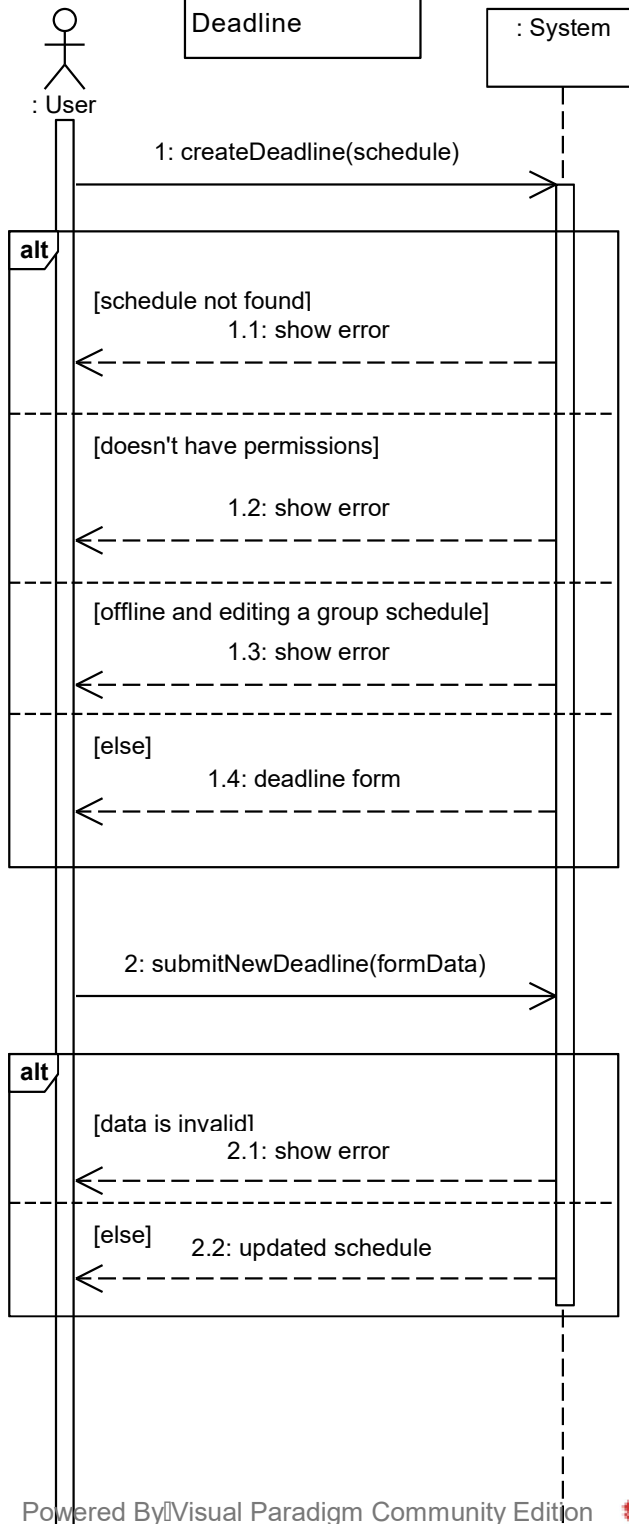 Deadline
: System
: User
1: createDeadline(schedule)
alt
[schedule not found]
1.1: show error
[doesn't have permissions]
1.2: show error
[offline and editing a group schedule]
1.3: show error
[else]
1.4: deadline form
2: submitNewDeadline(formData)
alt
[data is invalid]
2.1: show error
[else]
2.2: updated schedule
Powered By Visual Paradigm Community Edition